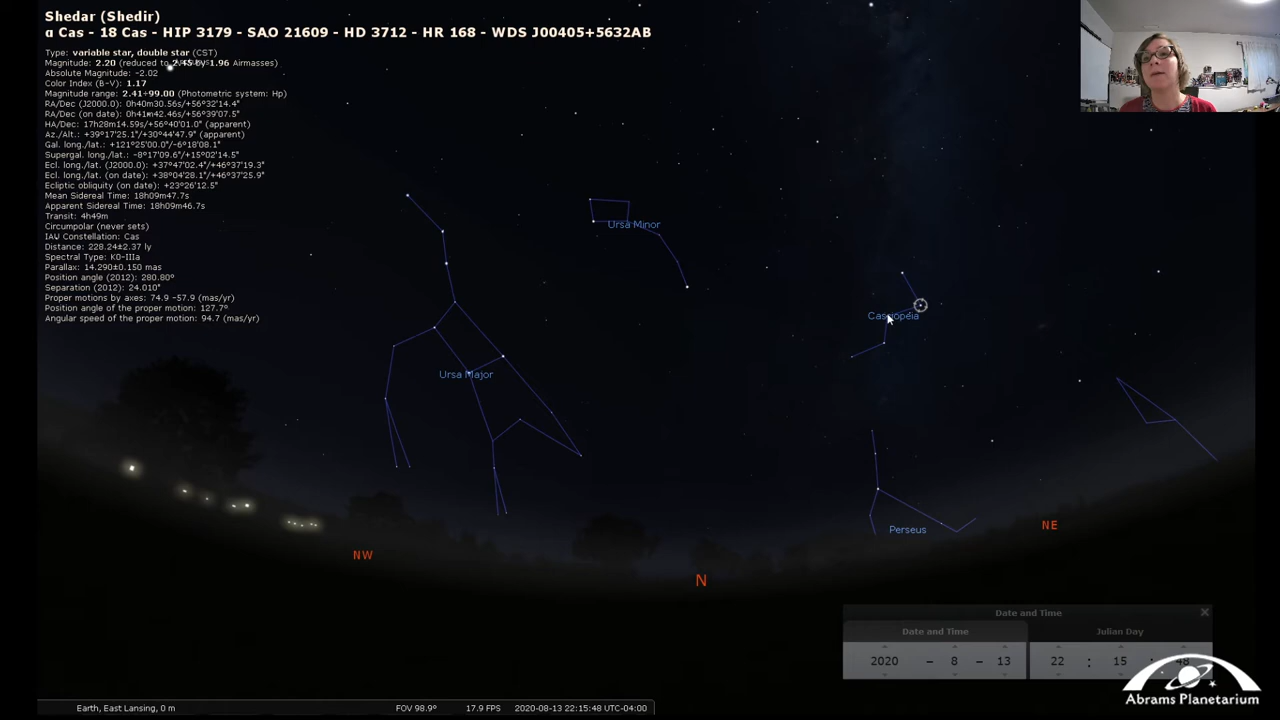 Shedar (Shedir)
α Cas - 18 Cas - HIP 3179 - SAO 21609 - HD 3712 - HR 168 - WDS J00405+5632AB
Type: variable star, double star (CST)
Magnitude: 2.20 (reduced to 2.45 by 1.96 Airmasses)
Absolute Magnitude: -2.02
Color Index (B-V): 1.17
Magnitude range: 2.41÷99.00 (Photometric system: Hp)
RA/Dec (J2000.0): 0h40m30.56s/+56°32'14.4"
RA/Dec (on date): 0h41m42.46s/+56°39'07.5"
HA/Dec: 17h28m14.59s/+56°40'01.0" (apparent)
Az./Alt.: +39°17'25.1"/+30°44'47.9" (apparent)
Gal. long./lat.: +121°25'00.0"/-6°18'08.1"
Supergal. long./lat.: -8°17'09.6"/+15°02'14.5"
Ecl. long./lat. (J2000.0): +37°47'02.4"/+46°37'19.3"
Ecl. long./lat. (on date): +38°04'28.1"/+46°37'25.9"
Ecliptic obliquity (on date): +23°26'12.5"
Mean Sidereal Time: 18h09m47.7s
Apparent Sidereal Time: 18h09m46.7s
Transit: 4h49m
Circumpolar (never sets)
IAU Constellation: Cas
Distance: 228.24±2.37 ly
Spectral Type: K0-IIIa
Parallax: 14.290±0.150 mas
Position angle (2012): 280.80°
Separation (2012): 24.010"
Proper motions by axes: 74.9 -57.9 (mas/yr)
Position angle of the proper motion: 127.7°
Angular speed of the proper motion: 94.7 (mas/yr)
Ursa Minor
Cassiopeia
Ursa Major
Perseus
NW
N
NE
Date and Time
Date and Time Julian Day
2020 - 8 - 13 22 : 15 : 48
Abrams Planetarium
Earth, East Lansing, 0 m FOV 98.9° 17.9 FPS 2020-08-13 22:15:48 UTC-04:00